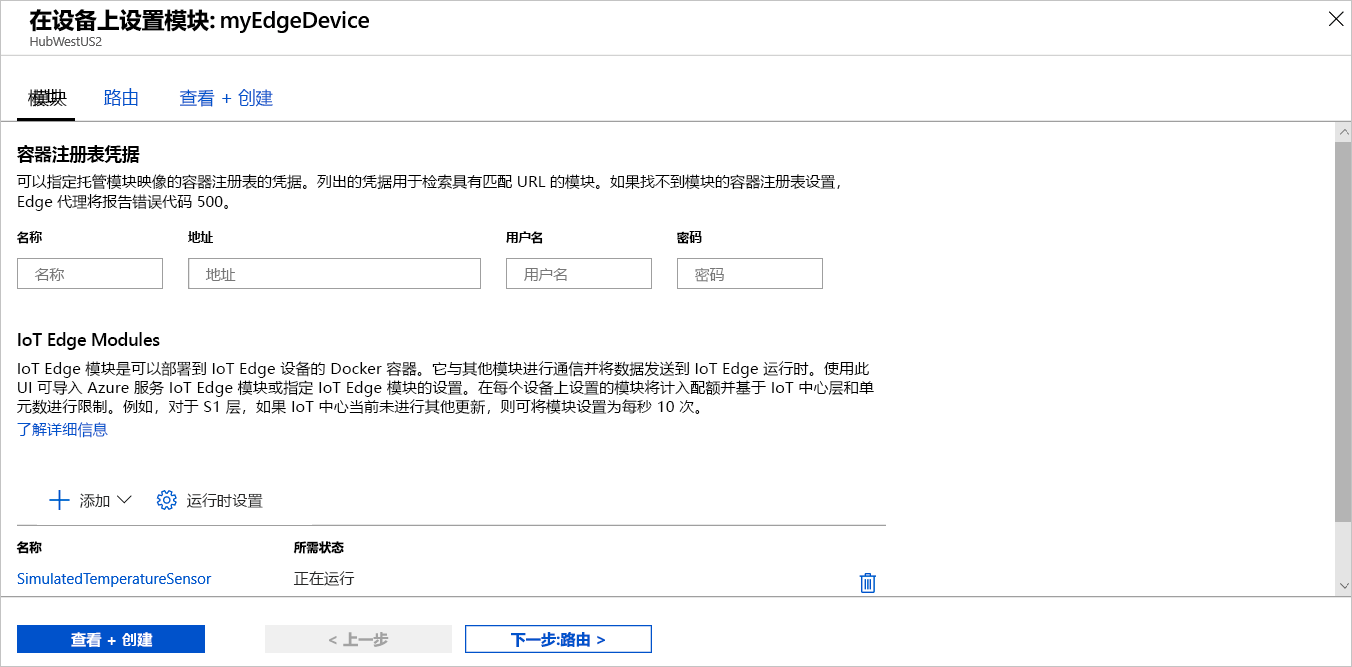 在设备上设置模块: myEdgeDevice
HubWestUS2
模块 路由 查看 + 创建
容器注册表凭据
可以指定托管模块映像的容器注册表的凭据。列出的凭据用于检索具有匹配 URL 的模块。如果找不到模块的容器注册表设置，
Edge 代理将报告错误代码 500。
名称 地址 用户名 密码
名称 地址 用户名 密码
IoT Edge Modules
IoT Edge 模块是可以部署到 IoT Edge 设备的 Docker 容器。它与其他模块进行通信并将数据发送到 IoT Edge 运行时。使用此
UI 可导入 Azure 服务 IoT Edge 模块或指定 IoT Edge 模块的设置。在每个设备上设置的模块将计入配额并基于 IoT 中心层和单
元数进行限制。例如，对于 S1 层，如果 IoT 中心当前未进行其他更新，则可将模块设置为每秒 10 次。
了解详细信息
添加 运行时设置
名称 所需状态
SimulatedTemperatureSensor 正在运行
查看 + 创建 < 上一步 下一步:路由 >